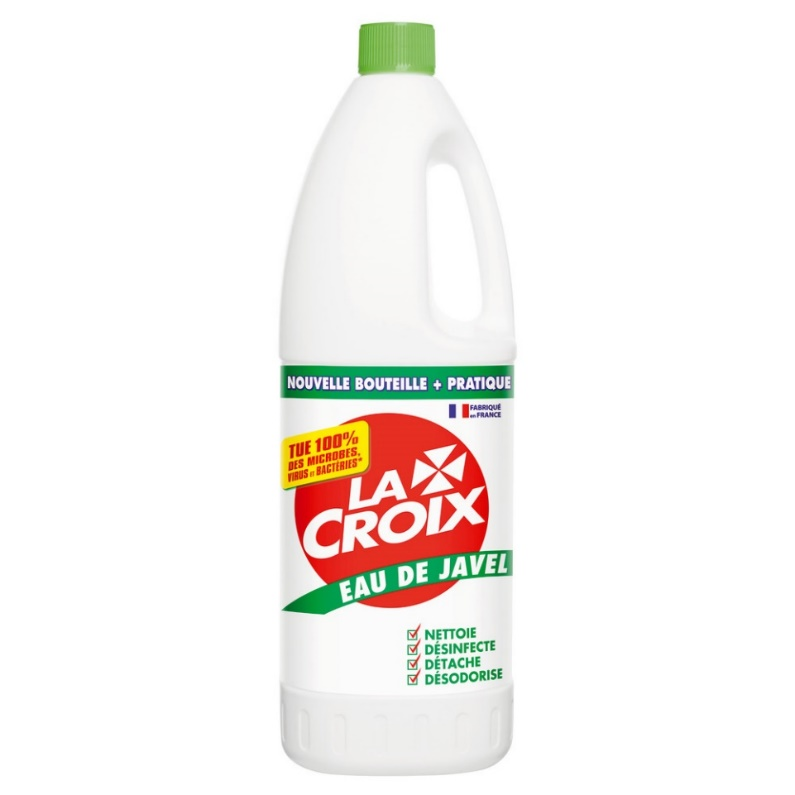 NOUVELLE BOUTEILLE + PRATIQUE
FABRIQUÉ
en FRANCE
TUE 100%
DES MICROBES,
VIRUS ET BACTÉRIES*
LA
CROIX
EAU DE JAVEL
NETTOIE
DÉSINFECTE
DÉTACHE
DÉSODORISE